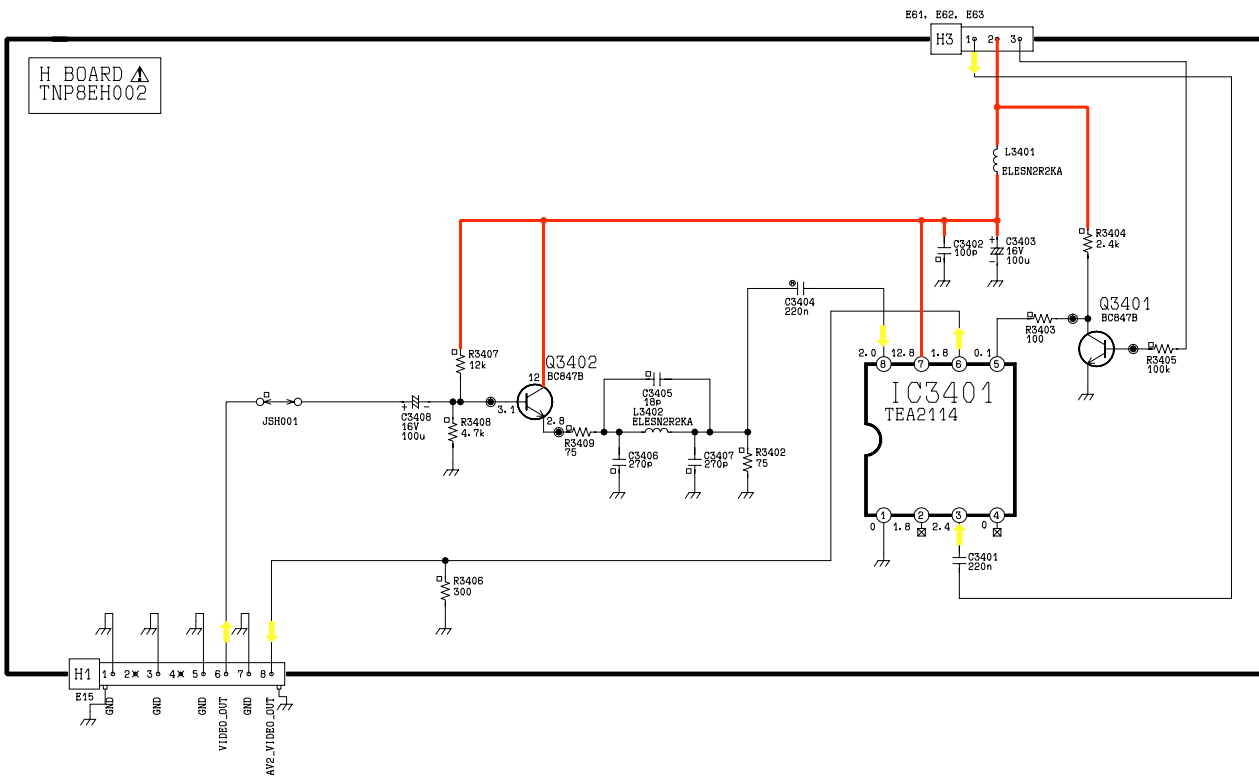 E61, E62, E63
H3 1 2 3
H BOARD ⚠
TNP8EH002
L3401
ELESN2R2KA
C3402
100p
C3403
16V
100u
+
-
R3404
2.4k
Q3401
BC847B
C3404
220n
R3403
100
R3405
100k
2.0 12.8 1.8 0.1
8 7 6 5
IC3401
TEA2114
R3407
12k
Q3402
BC847B
12
3.1
2.8
C3405
18p
L3402
ELESN2R2KA
JSH001
+ -
C3408
16V
100u
R3408
4.7k
R3409
75
C3406
270p
C3407
270p
R3402
75
1 2 3 4
0 1.8 2.4 0
C3401
220n
R3406
300
H1 1 2 3 4 5 6 7 8
E15
GND
GND
GND
VIDEO_OUT
GND
AV2_VIDEO_OUT